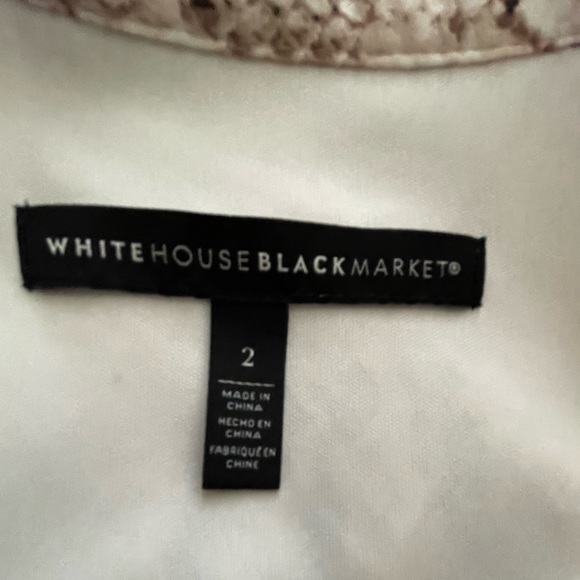 WHITEHOUSEBLACKMARKET®
2
MADE IN
CHINA
HECHO EN
CHINA
FABRIQUÉ EN
CHINE